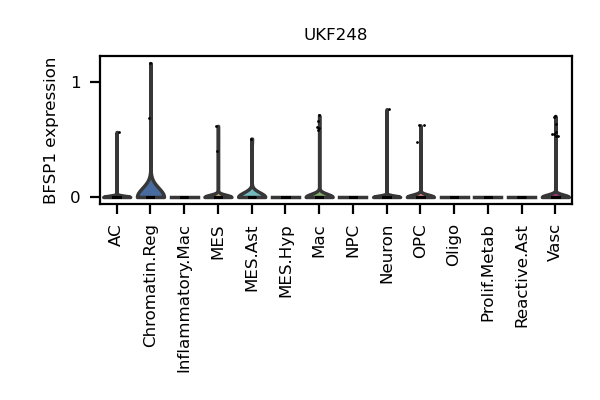 UKF248
BFSP1 expression
1
0
AC
Chromatin.Reg
Inflammatory.Mac
MES
MES.Ast
MES.Hyp
Mac
NPC
Neuron
OPC
Oligo
Prolif.Metab
Reactive.Ast
Vasc